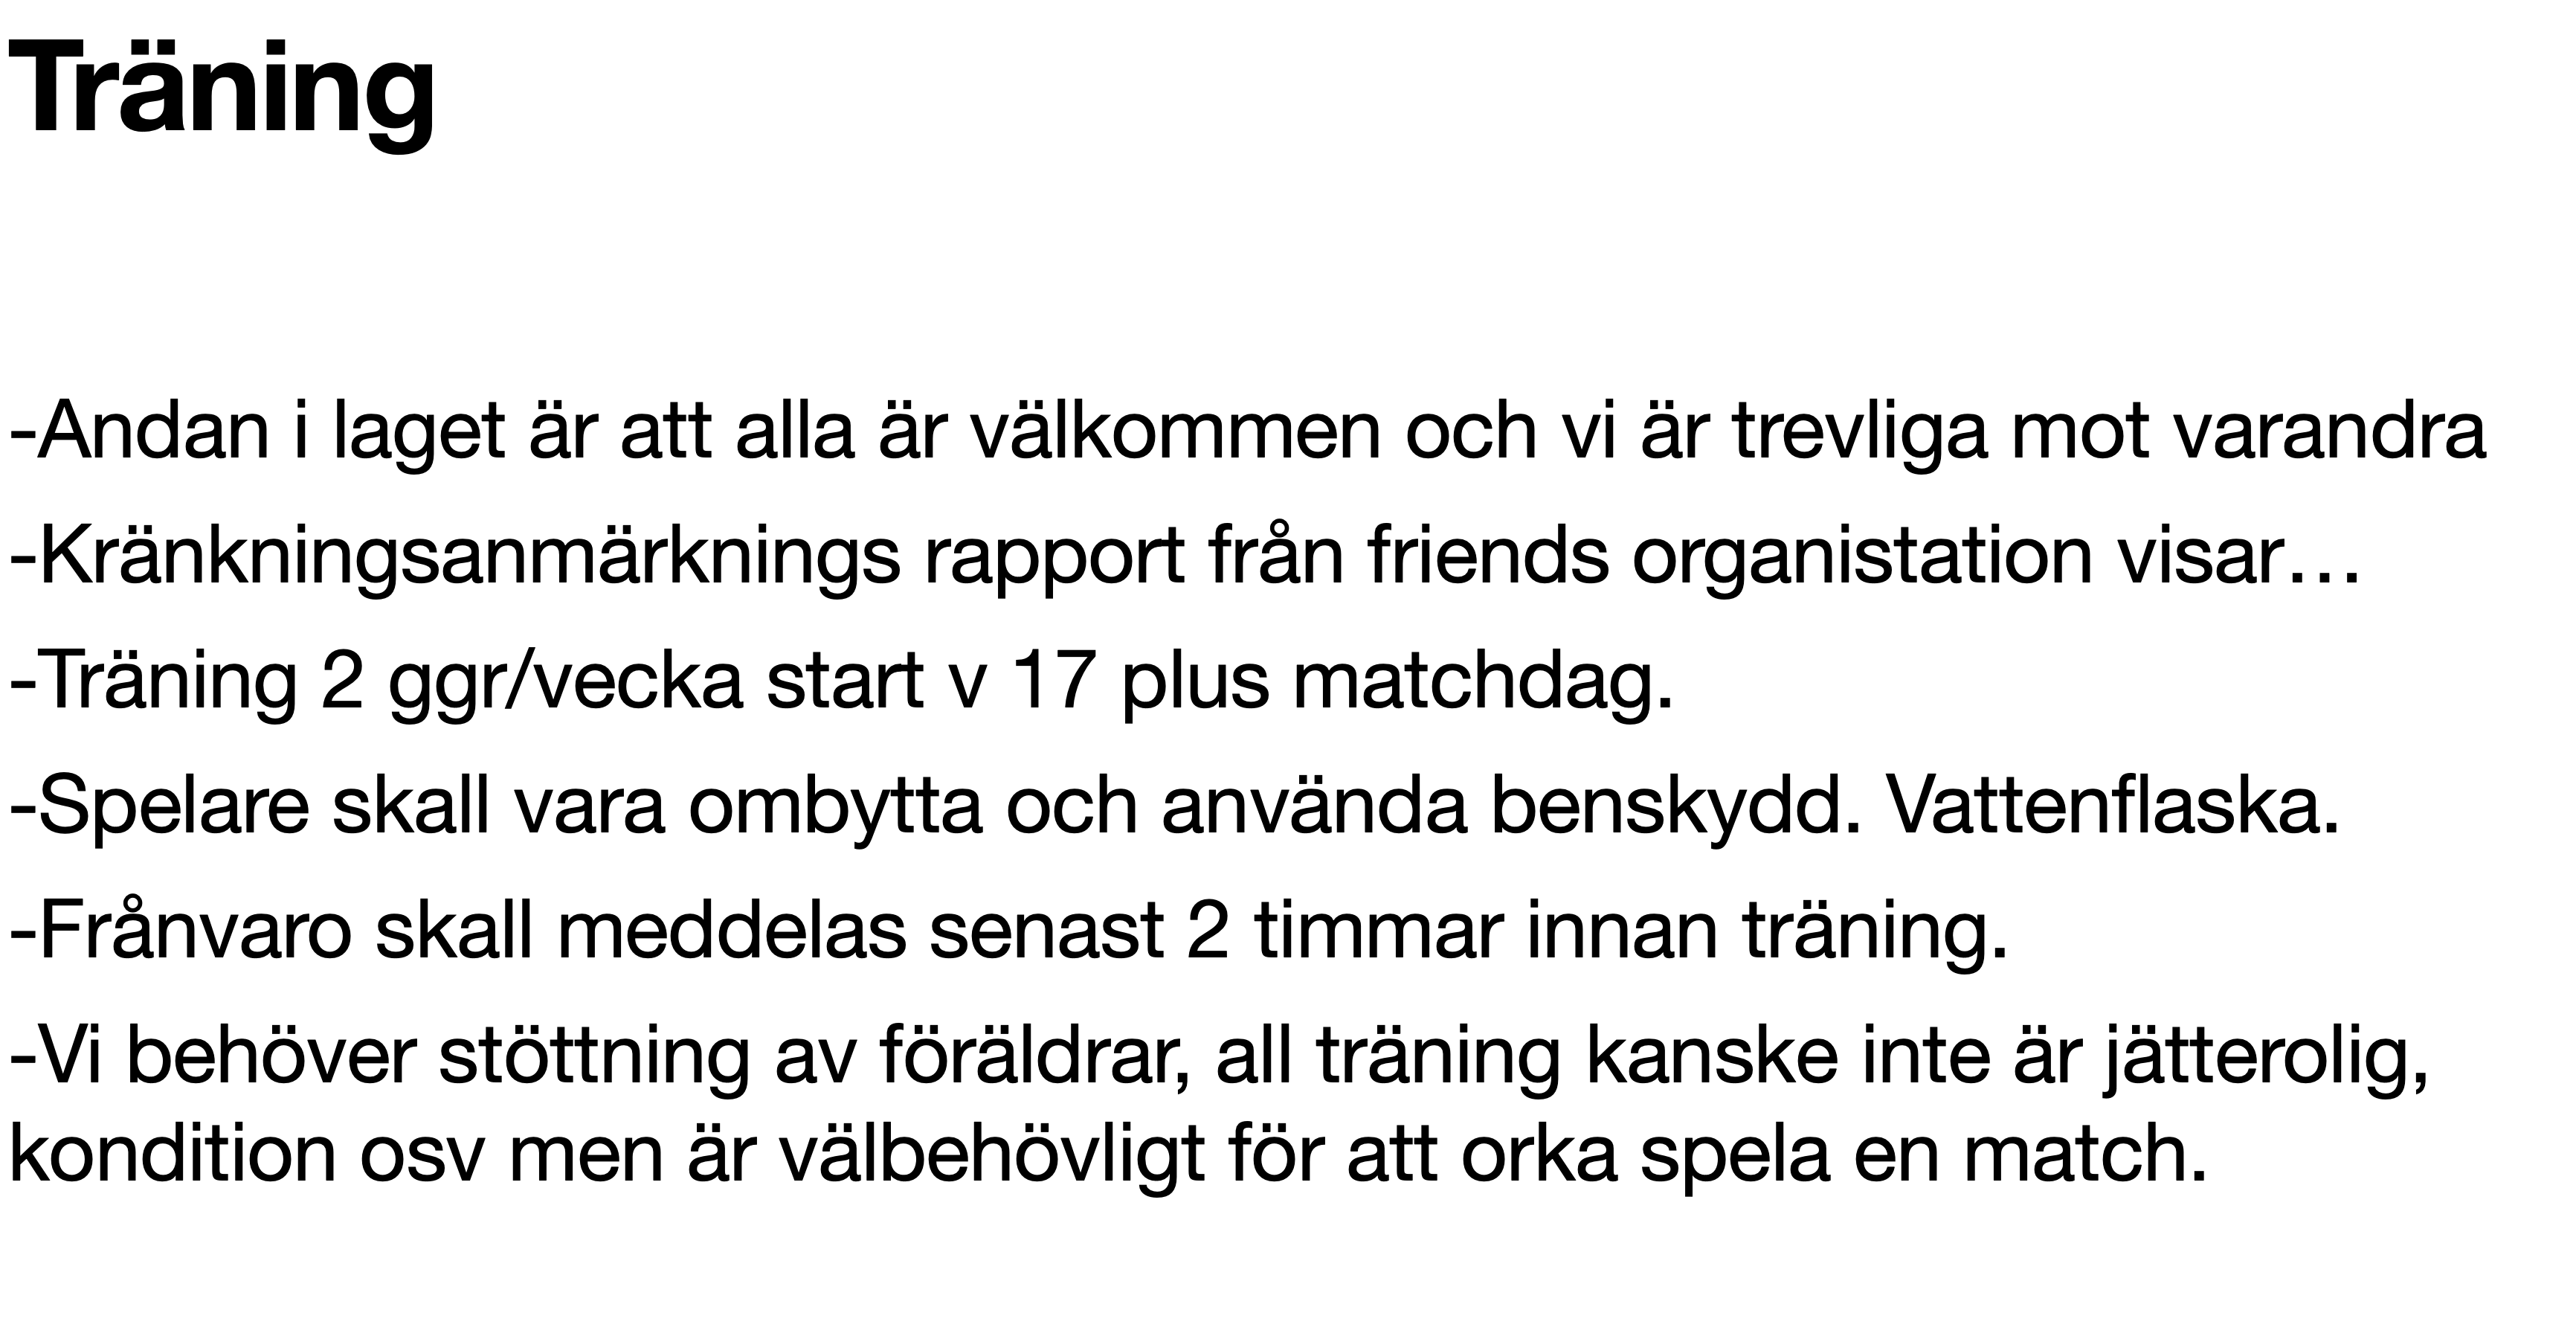 Träning
-Andan i laget är att alla är välkommen och vi är trevliga mot varandra
-Kränkningsanmärknings rapport från friends organistation visar…
-Träning 2 ggr/vecka start v 17 plus matchdag.
-Spelare skall vara ombytta och använda benskydd. Vattenflaska.
-Frånvaro skall meddelas senast 2 timmar innan träning.
-Vi behöver stöttning av föräldrar, all träning kanske inte är jätterolig,
kondition osv men är välbehövligt för att orka spela en match.